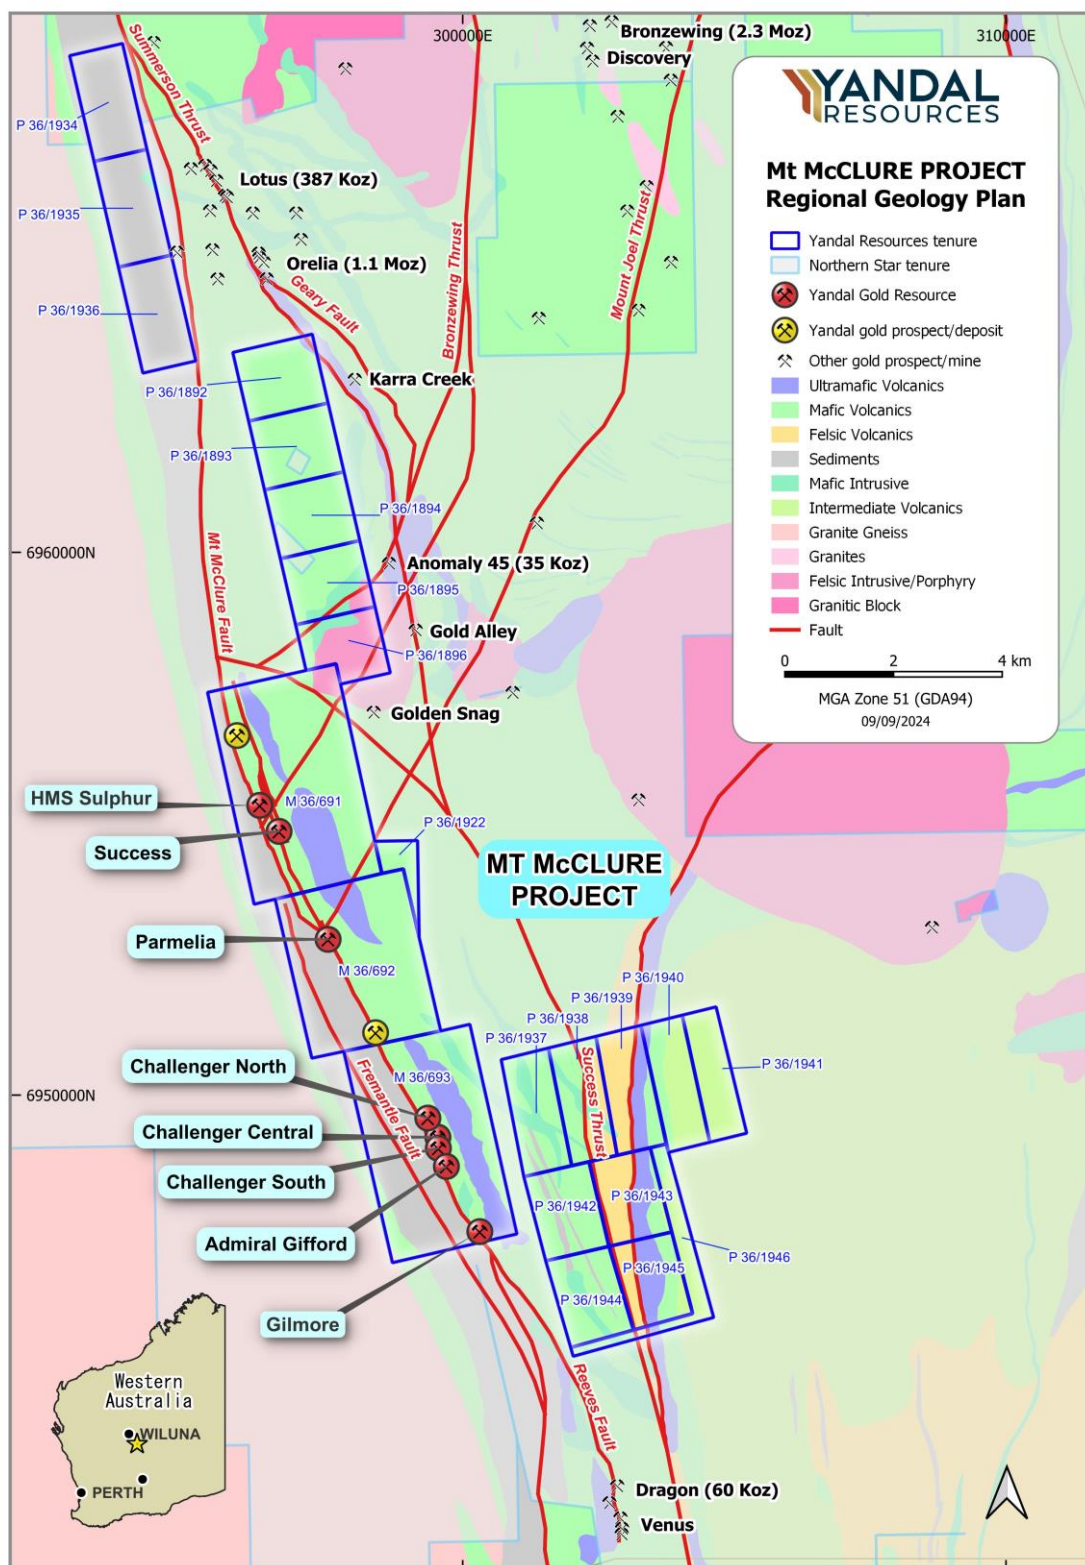 300000E
310000E
Bronzewing (2.3 Moz)
Discovery
Summerson Thrust
P 36/1934
Lotus (387 Koz)
P 36/1935
Orelia (1.1 Moz)
Geary Fault
Bronzewing Thrust
Mount Joel Thrust
P 36/1936
Karra Creek
P 36/1892
P 36/1893
P 36/1894
6960000N
Mt McClure Fault
Anomaly 45 (35 Koz)
P 36/1895
Gold Alley
P 36/1896
Golden Snag
HMS Sulphur
M 36/691
P 36/1922
Success
MT McCLURE
PROJECT
Parmelia
M 36/692
P 36/1940
P 36/1939
P 36/1938
P 36/1937
P 36/1941
Challenger North
M 36/693
6950000N
Fremantle Fault
Success Thrust
Challenger Central
Challenger South
P 36/1942
P 36/1943
Admiral Gifford
P 36/1946
P 36/1945
P 36/1944
Gilmore
Reeves Fault
Dragon (60 Koz)
Venus
YANDAL
RESOURCES
Mt McCLURE PROJECT
Regional Geology Plan
Yandal Resources tenure
Northern Star tenure
Yandal Gold Resource
Yandal gold prospect/deposit
Other gold prospect/mine
Ultramafic Volcanics
Mafic Volcanics
Felsic Volcanics
Sediments
Mafic Intrusive
Intermediate Volcanics
Granite Gneiss
Granites
Felsic Intrusive/Porphyry
Granitic Block
Fault
0 2 4 km
MGA Zone 51 (GDA94)
09/09/2024
Western
Australia
WILUNA
PERTH